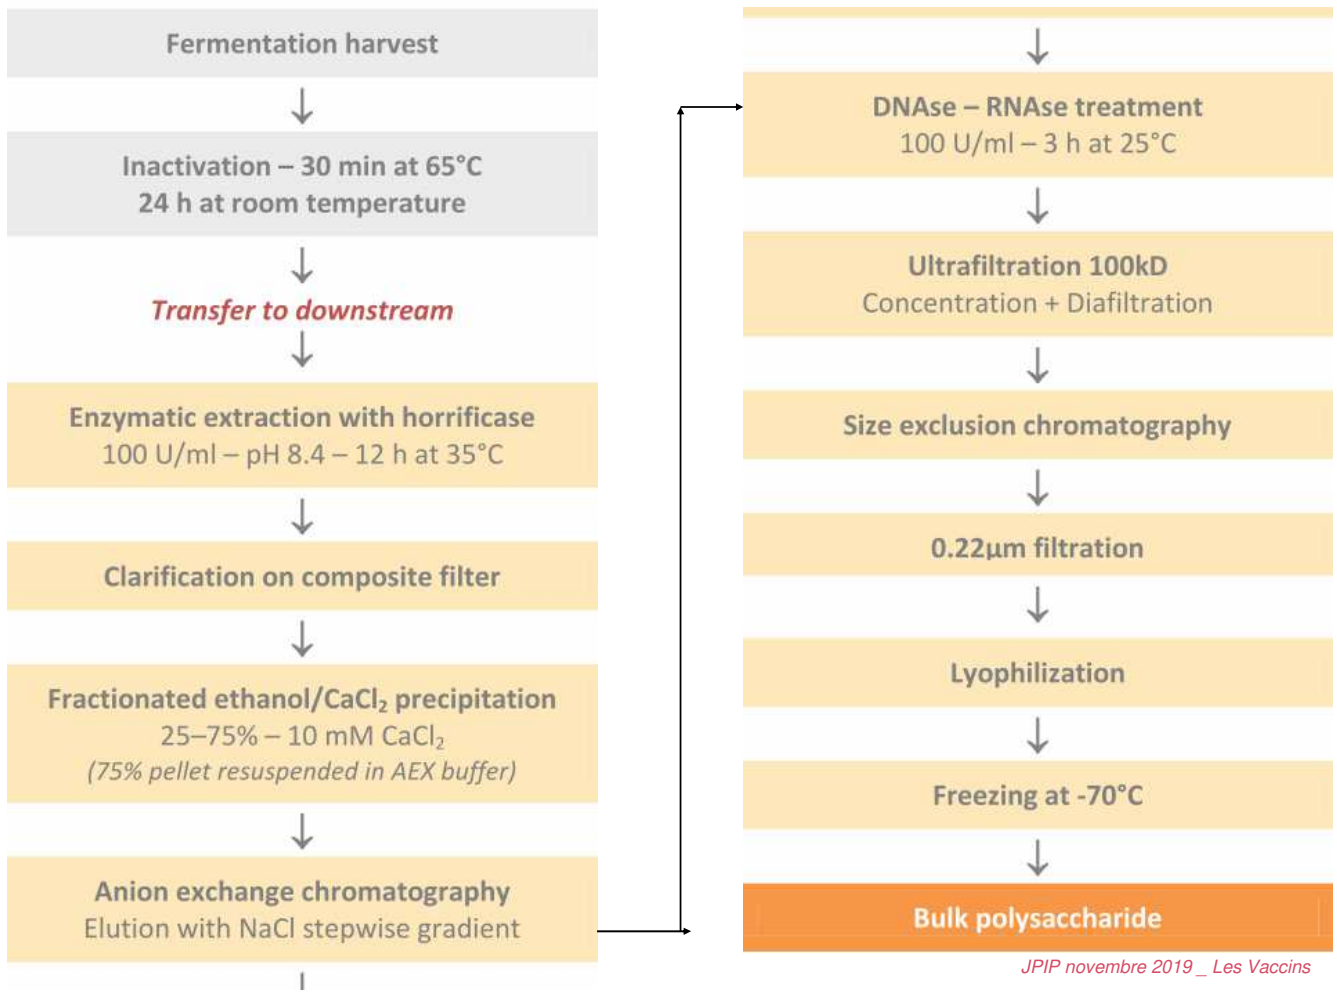 Fermentation harvest
Inactivation – 30 min at 65°C
24 h at room temperature
Transfer to downstream
Enzymatic extraction with horrificase
100 U/ml – pH 8.4 – 12 h at 35°C
Clarification on composite filter
Fractionated ethanol/CaCl₂ precipitation
25–75% – 10 mM CaCl₂
(75% pellet resuspended in AEX buffer)
Anion exchange chromatography
Elution with NaCl stepwise gradient
DNAse – RNAse treatment
100 U/ml – 3 h at 25°C
Ultrafiltration 100kD
Concentration + Diafiltration
Size exclusion chromatography
0.22µm filtration
Lyophilization
Freezing at -70°C
Bulk polysaccharide
JPIP novembre 2019 _ Les Vaccins